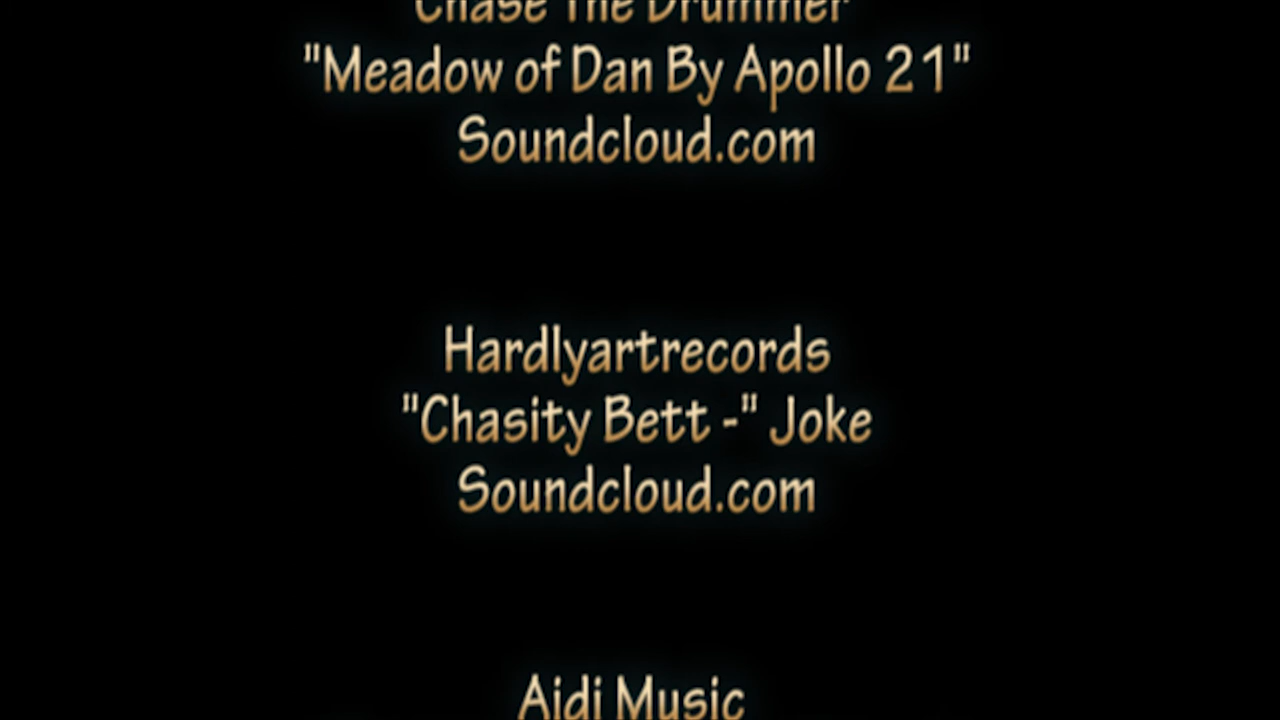 Chase The Drummer
"Meadow of Dan By Apollo 21"
Soundcloud.com
Hardlyartrecords
"Chasity Bett -" Joke
Soundcloud.com
Aidi Music